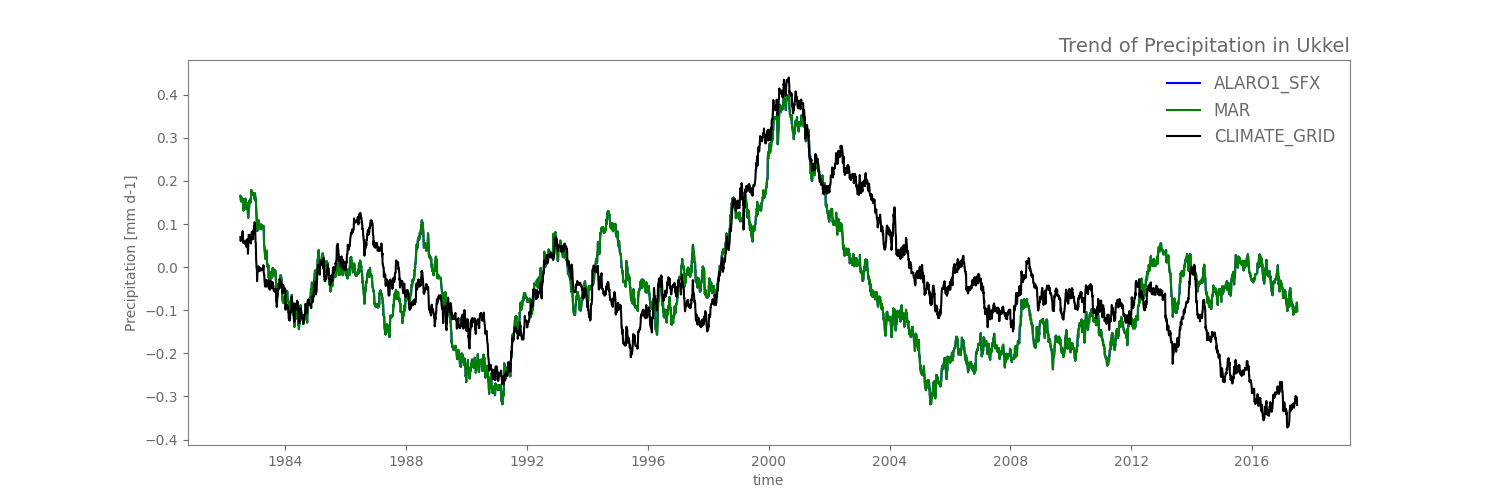 Trend of Precipitation in Ukkel
ALARO1_SFX
MAR
CLIMATE_GRID
Precipitation [mm d-1]
0.4
0.3
0.2
0.1
0.0
−0.1
−0.2
−0.3
−0.4
1984 1988 1992 1996 2000 2004 2008 2012 2016
time